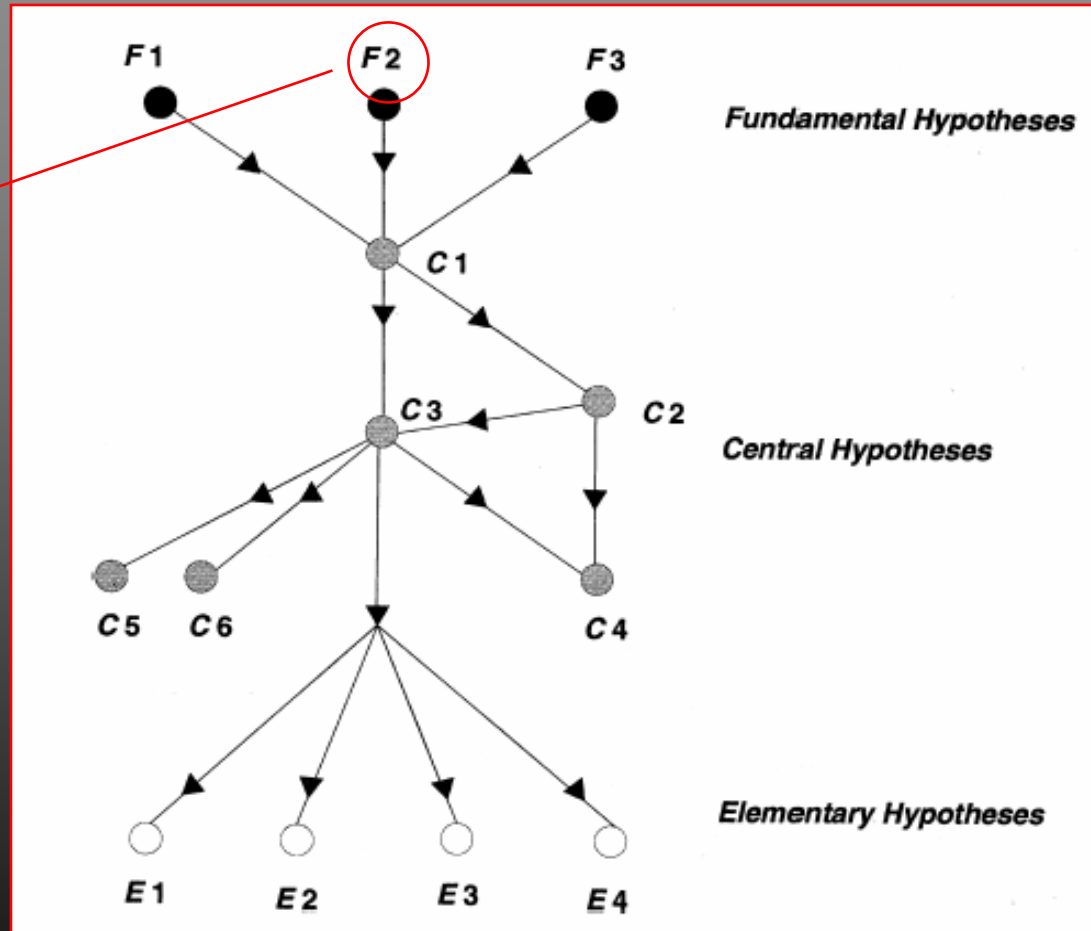 F1
F2
F3
Fundamental Hypotheses
C1
C3
C2
Central Hypotheses
C5
C6
C4
Elementary Hypotheses
E1
E2
E3
E4